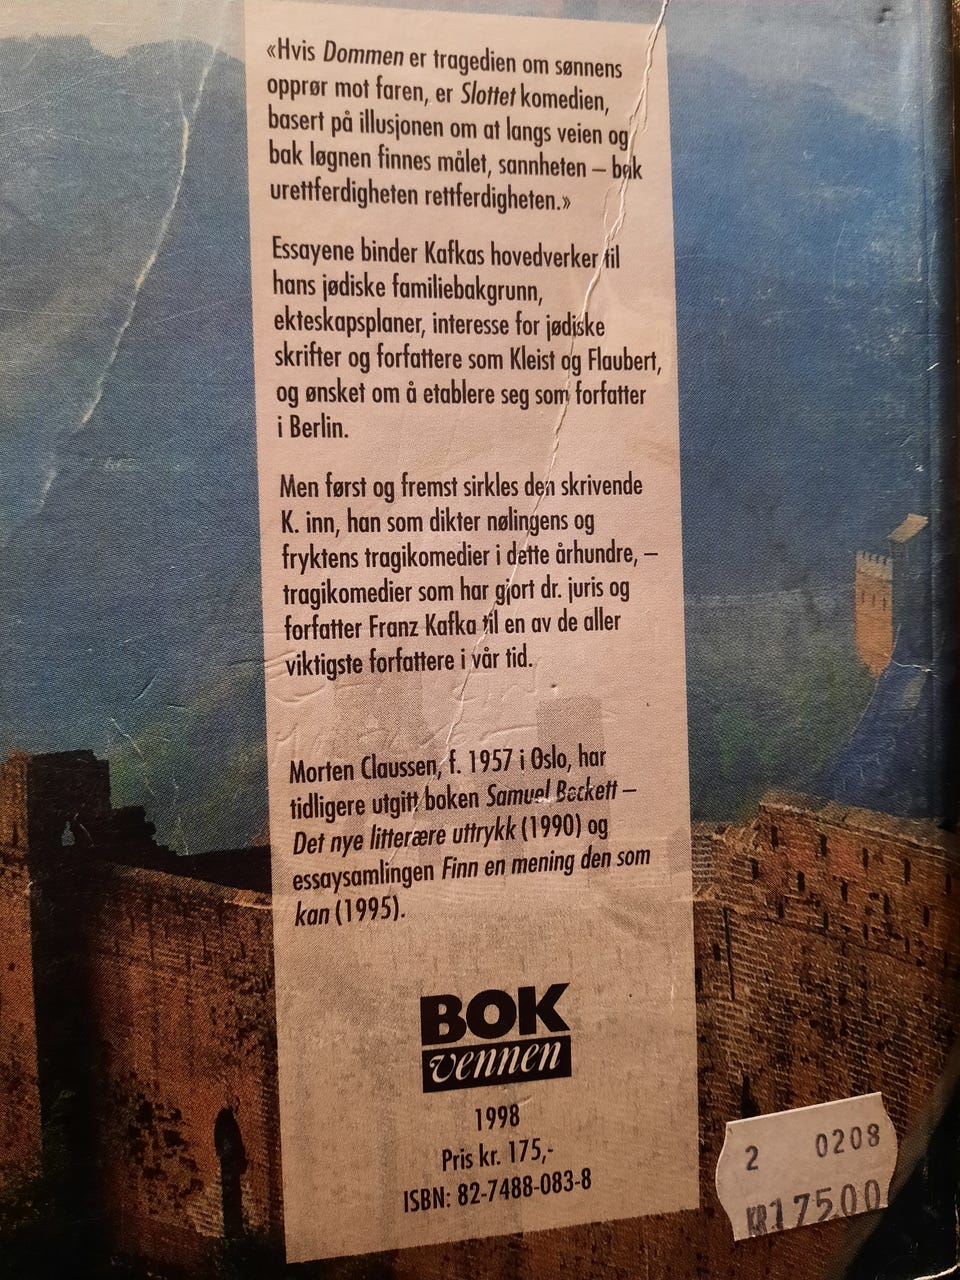 «Hvis Dommen er tragedien om sønnens
opprør mot faren, er Slottet komedien,
basert på illusjonen om at langs veien og
bak løgnen finnes målet, sannheten – bak
urettferdigheten rettferdigheten.»
Essayene binder Kafkas hovedverker til
hans jødiske familiebakgrunn,
ekteskapsplaner, interesse for jødiske
skrifter og forfattere som Kleist og Flaubert,
og ønsket om å etablere seg som forfatter
i Berlin.
Men først og fremst sirkles den skrivende
K. inn, han som dikter nølingens og
fryktens tragikomedier i dette århundre, –
tragikomedier som har gjort dr. juris og
forfatter Franz Kafka til en av de aller
viktigste forfattere i vår tid.
Morten Claussen, f. 1957 i Oslo, har
tidligere utgitt boken Samuel Beckett –
Det nye litterære uttrykk (1990) og
essaysamlingen Finn en mening den som
kan (1995).
BOK
vennen
1998
Pris kr. 175,-
ISBN: 82-7488-083-8
2 0208
KR17500